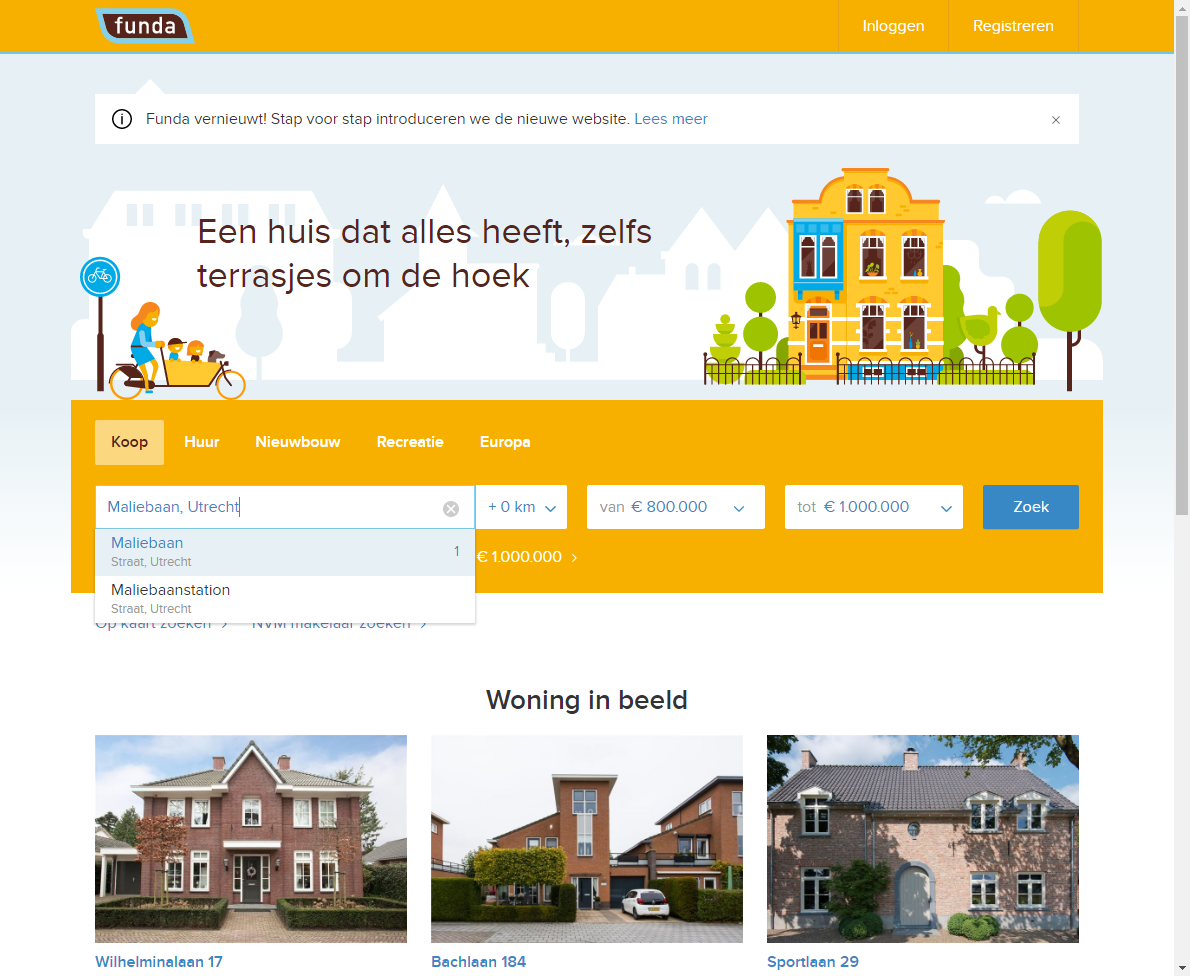 funda
Inloggen
Registreren
Funda vernieuwt! Stap voor stap introduceren we de nieuwe website. Lees meer
Een huis dat alles heeft, zelfs
terrasjes om de hoek
Koop
Huur
Nieuwbouw
Recreatie
Europa
Maliebaan, Utrecht
+ 0 km
van € 800.000
tot € 1.000.000
Zoek
Maliebaan
Straat, Utrecht
1
€ 1.000.000
Maliebaanstation
Straat, Utrecht
Op kaart zoeken
NVM makelaar zoeken
Woning in beeld
Wilhelminalaan 17
Bachlaan 184
Sportlaan 29